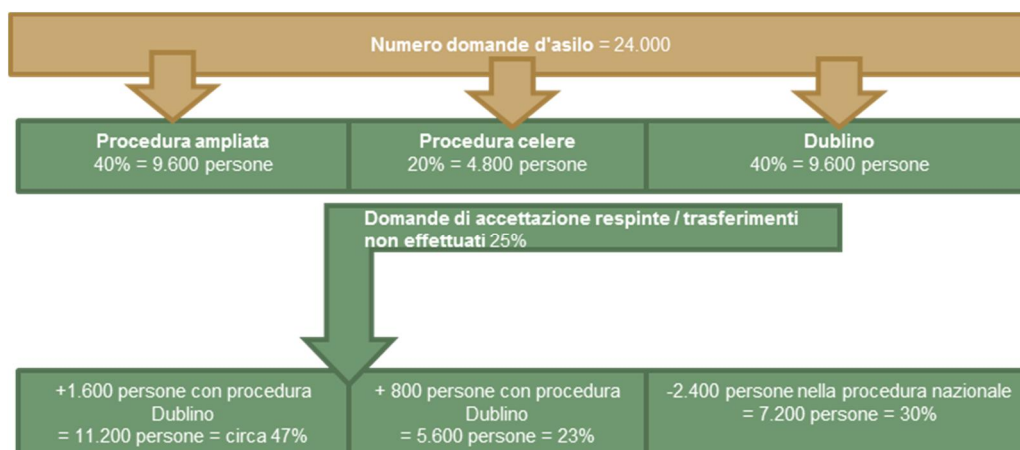 Numero domande d'asilo = 24.000
Procedura ampliata
40% = 9.600 persone
Procedura celere
20% = 4.800 persone
Dublino
40% = 9.600 persone
Domande di accettazione respinte / trasferimenti
non effettuati 25%
+1.600 persone con procedura
Dublino
= 11.200 persone = circa 47%
+ 800 persone con procedura
Dublino
= 5.600 persone = 23%
-2.400 persone nella procedura nazionale
= 7.200 persone = 30%